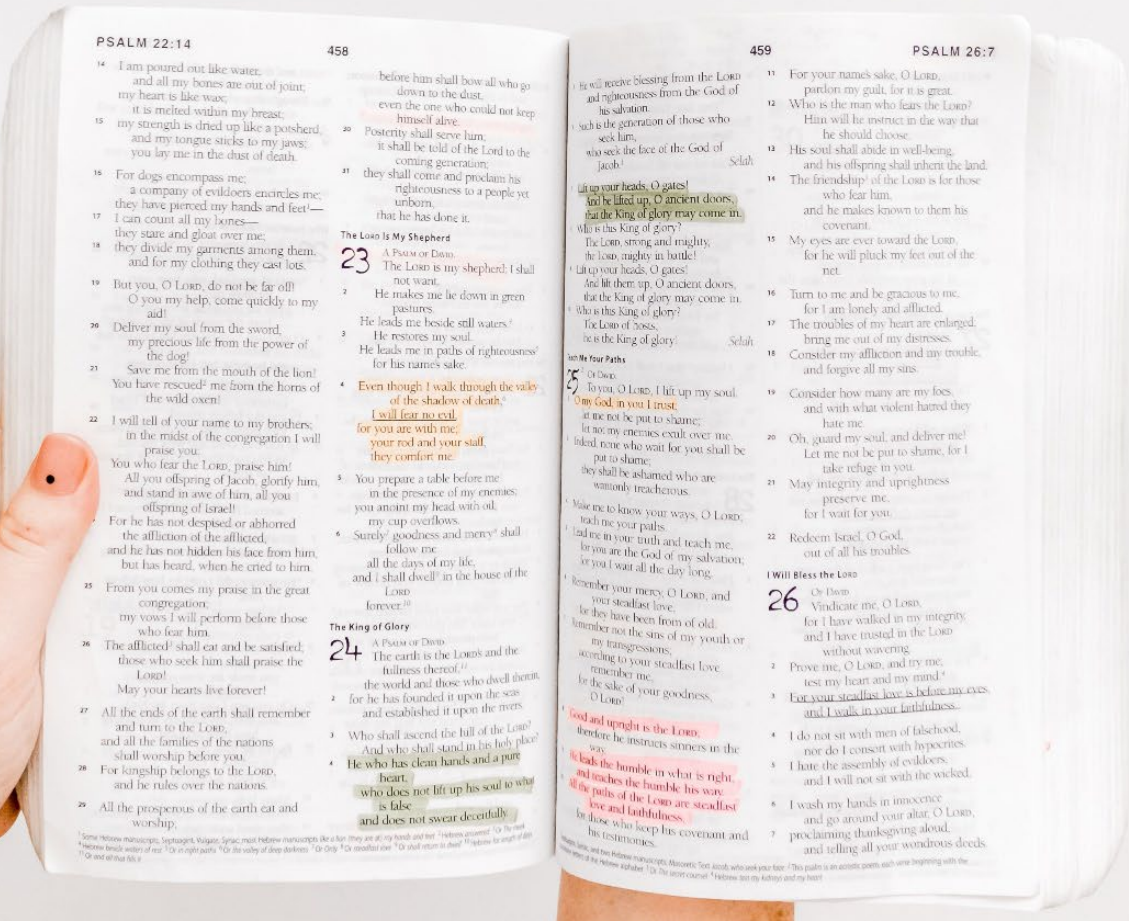 PSALM 22:14
458
14 I am poured out like water,
and all my bones are out of joint;
my heart is like wax;
it is melted within my breast;
15 my strength is dried up like a potsherd,
and my tongue sticks to my jaws;
you lay me in the dust of death.
16 For dogs encompass me;
a company of evildoers encircles me;
they have pierced my hands and feet¹—
17 I can count all my bones—
they stare and gloat over me;
18 they divide my garments among them,
and for my clothing they cast lots.
19 But you, O LORD, do not be far off!
O you my help, come quickly to my
aid!
20 Deliver my soul from the sword,
my precious life from the power of
the dog!
21 Save me from the mouth of the lion!
You have rescued² me from the horns of
the wild oxen!
22 I will tell of your name to my brothers;
in the midst of the congregation I will
praise you:
You who fear the LORD, praise him!
All you offspring of Jacob, glorify him,
and stand in awe of him, all you
offspring of Israel!
For he has not despised or abhorred
the affliction of the afflicted,
and he has not hidden his face from him,
but has heard, when he cried to him.
25 From you comes my praise in the great
congregation;
my vows I will perform before those
who fear him.
26 The afflicted³ shall eat and be satisfied;
those who seek him shall praise the
LORD!
May your hearts live forever!
27 All the ends of the earth shall remember
and turn to the LORD,
and all the families of the nations
shall worship before you.
28 For kingship belongs to the LORD,
and he rules over the nations.
29 All the prosperous of the earth eat and
worship;
before him shall bow all who go
down to the dust,
even the one who could not keep
himself alive.
30 Posterity shall serve him;
it shall be told of the Lord to the
coming generation;
31 they shall come and proclaim his
righteousness to a people yet
unborn,
that he has done it.
The LORD Is My Shepherd
23 A PSALM OF DAVID.
The LORD is my shepherd; I shall
not want.
2 He makes me lie down in green
pastures.
He leads me beside still waters.
3 He restores my soul.
He leads me in paths of righteousness
for his name's sake.
4 Even though I walk through the valley
of the shadow of death,
I will fear no evil,
for you are with me;
your rod and your staff,
they comfort me.
5 You prepare a table before me
in the presence of my enemies;
you anoint my head with oil;
my cup overflows.
6 Surely goodness and mercy shall
follow me
all the days of my life,
and I shall dwell in the house of the
LORD
forever.¹⁰
The King of Glory
24 A PSALM OF DAVID.
The earth is the LORD's and the
fullness thereof,¹¹
the world and those who dwell therein,
2 for he has founded it upon the seas
and established it upon the rivers.
3 Who shall ascend the hill of the LORD?
And who shall stand in his holy place?
4 He who has clean hands and a pure
heart,
who does not lift up his soul to what
is false
and does not swear deceitfully.
459
PSALM 26:7
He will receive blessing from the LORD
and righteousness from the God of
his salvation.
Such is the generation of those who
seek him,
who seek the face of the God of
Jacob. Selah
Lift up your heads, O gates!
And be lifted up, O ancient doors,
that the King of glory may come in.
Who is this King of glory?
The LORD, strong and mighty,
the LORD, mighty in battle!
Lift up your heads, O gates!
And lift them up, O ancient doors,
that the King of glory may come in.
Who is this King of glory?
The LORD of hosts,
he is the King of glory! Selah
Teach Me Your Paths
25 OF DAVID.
To you, O LORD, I lift up my soul.
O my God, in you I trust;
let me not be put to shame;
let not my enemies exult over me.
Indeed, none who wait for you shall be
put to shame;
they shall be ashamed who are
wantonly treacherous.
Make me to know your ways, O LORD;
teach me your paths.
Lead me in your truth and teach me,
for you are the God of my salvation;
for you I wait all the day long.
Remember your mercy, O LORD, and
your steadfast love,
for they have been from of old.
Remember not the sins of my youth or
my transgressions;
according to your steadfast love
remember me,
for the sake of your goodness,
O LORD!
Good and upright is the LORD;
therefore he instructs sinners in the
way.
He leads the humble in what is right,
and teaches the humble his way.
All the paths of the LORD are steadfast
love and faithfulness,
for those who keep his covenant and
his testimonies.
11 For your name's sake, O LORD,
pardon my guilt, for it is great.
12 Who is the man who fears the LORD?
Him will he instruct in the way that
he should choose.
13 His soul shall abide in well-being,
and his offspring shall inherit the land.
14 The friendship of the LORD is for those
who fear him,
and he makes known to them his
covenant.
15 My eyes are ever toward the LORD,
for he will pluck my feet out of the
net.
16 Turn to me and be gracious to me,
for I am lonely and afflicted.
17 The troubles of my heart are enlarged;
bring me out of my distresses.
18 Consider my affliction and my trouble,
and forgive all my sins.
19 Consider how many are my foes,
and with what violent hatred they
hate me.
20 Oh, guard my soul, and deliver me!
Let me not be put to shame, for I
take refuge in you.
21 May integrity and uprightness
preserve me,
for I wait for you.
22 Redeem Israel, O God,
out of all his troubles.
I Will Bless the LORD
26 OF DAVID.
Vindicate me, O LORD,
for I have walked in my integrity,
and I have trusted in the LORD
without wavering.
2 Prove me, O LORD, and try me;
test my heart and my mind.⁴
3 For your steadfast love is before my eyes,
and I walk in your faithfulness.
4 I do not sit with men of falsehood,
nor do I consort with hypocrites.
5 I hate the assembly of evildoers,
and I will not sit with the wicked.
6 I wash my hands in innocence
and go around your altar, O LORD,
7 proclaiming thanksgiving aloud,
and telling all your wondrous deeds.